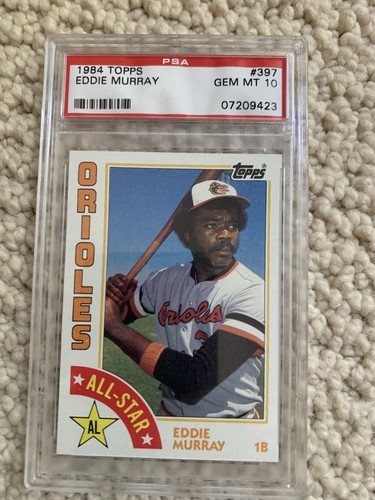 PSA
1984 TOPPS #397
EDDIE MURRAY GEM MT 10
07209423
Topps
ORIOLES
Orioles
ALL-STAR
AL
EDDIE
MURRAY 1B